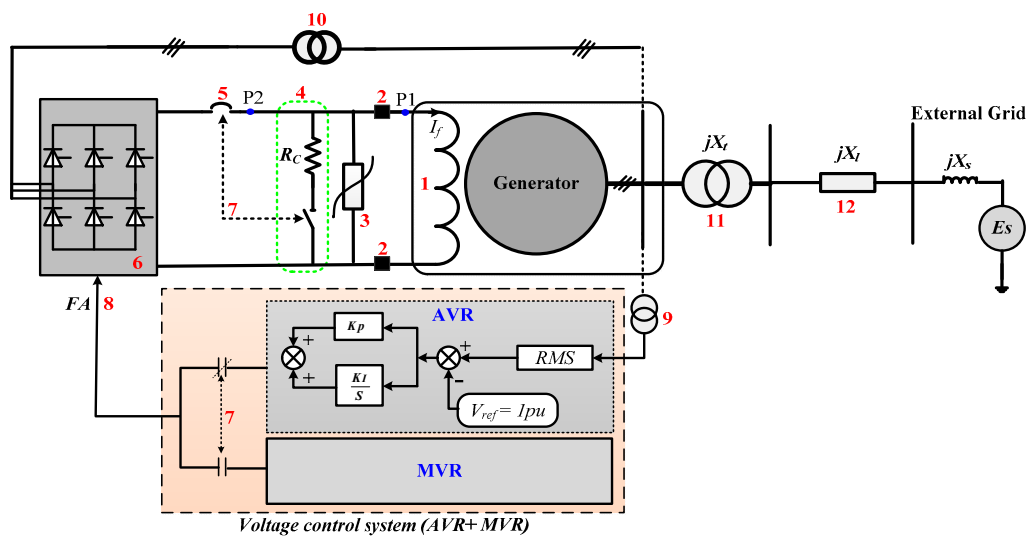 10
5
P2
4
2
P1
I_f
R_C
1
Generator
7
3
6
2
jX_t
11
jX_l
12
External Grid
jX_s
Es
FA
8
9
AVR
KP
+
+
KI
S
+
-
RMS
V_ref = 1pu
7
MVR
Voltage control system (AVR+ MVR)